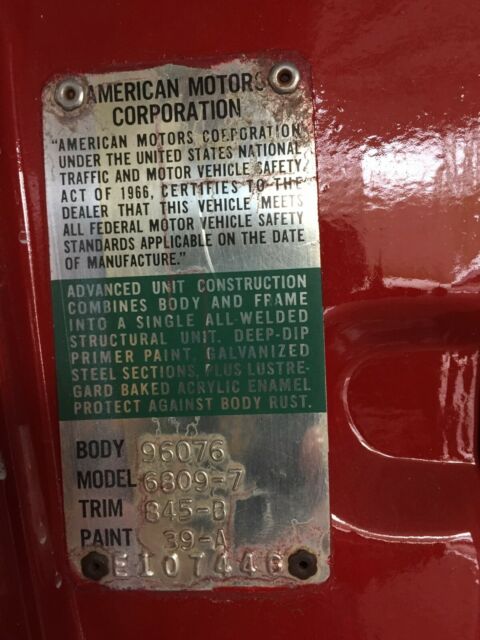 AMERICAN MOTORS
CORPORATION
"AMERICAN MOTORS CORPORATION
UNDER THE UNITED STATES NATIONAL
TRAFFIC AND MOTOR VEHICLE SAFETY
ACT OF 1966, CERTIFIES TO THE
DEALER THAT THIS VEHICLE MEETS
ALL FEDERAL MOTOR VEHICLE SAFETY
STANDARDS APPLICABLE ON THE DATE
OF MANUFACTURE."
ADVANCED UNIT CONSTRUCTION
COMBINES BODY AND FRAME
INTO A SINGLE ALL-WELDED
STRUCTURAL UNIT. DEEP-DIP
PRIMER PAINT, GALVANIZED
STEEL SECTIONS, PLUS LUSTRE-
GARD BAKED ACRYLIC ENAMEL
PROTECT AGAINST BODY RUST.
BODY 96076
MODEL 6809-7
TRIM 845-B
PAINT 39-A